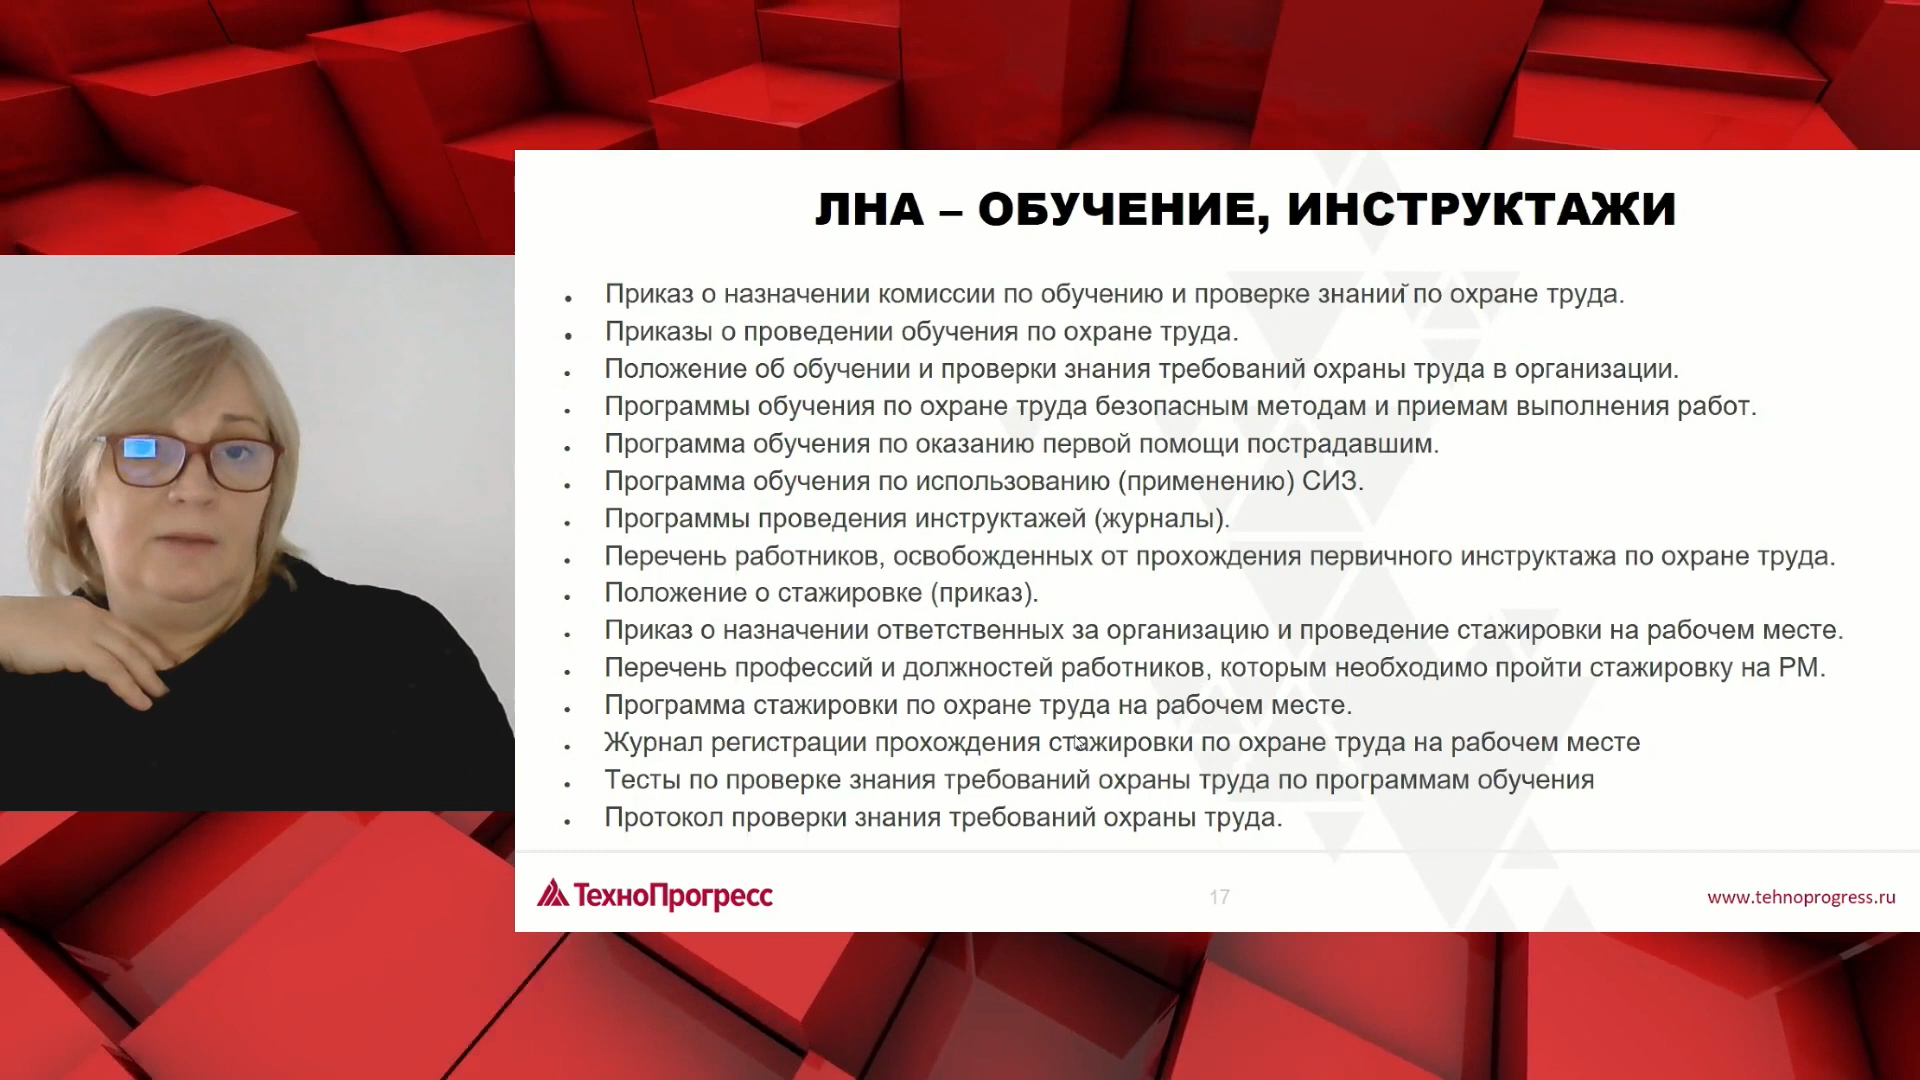 ЛНА – ОБУЧЕНИЕ, ИНСТРУКТАЖИ
• Приказ о назначении комиссии по обучению и проверке знаний по охране труда.
• Приказы о проведении обучения по охране труда.
• Положение об обучении и проверки знания требований охраны труда в организации.
• Программы обучения по охране труда безопасным методам и приемам выполнения работ.
• Программа обучения по оказанию первой помощи пострадавшим.
• Программа обучения по использованию (применению) СИЗ.
• Программы проведения инструктажей (журналы).
• Перечень работников, освобожденных от прохождения первичного инструктажа по охране труда.
• Положение о стажировке (приказ).
• Приказ о назначении ответственных за организацию и проведение стажировки на рабочем месте.
• Перечень профессий и должностей работников, которым необходимо пройти стажировку на РМ.
• Программа стажировки по охране труда на рабочем месте.
• Журнал регистрации прохождения стажировки по охране труда на рабочем месте
• Тесты по проверке знания требований охраны труда по программам обучения
• Протокол проверки знания требований охраны труда.
ТехноПрогресс
17
www.tehnoprogress.ru